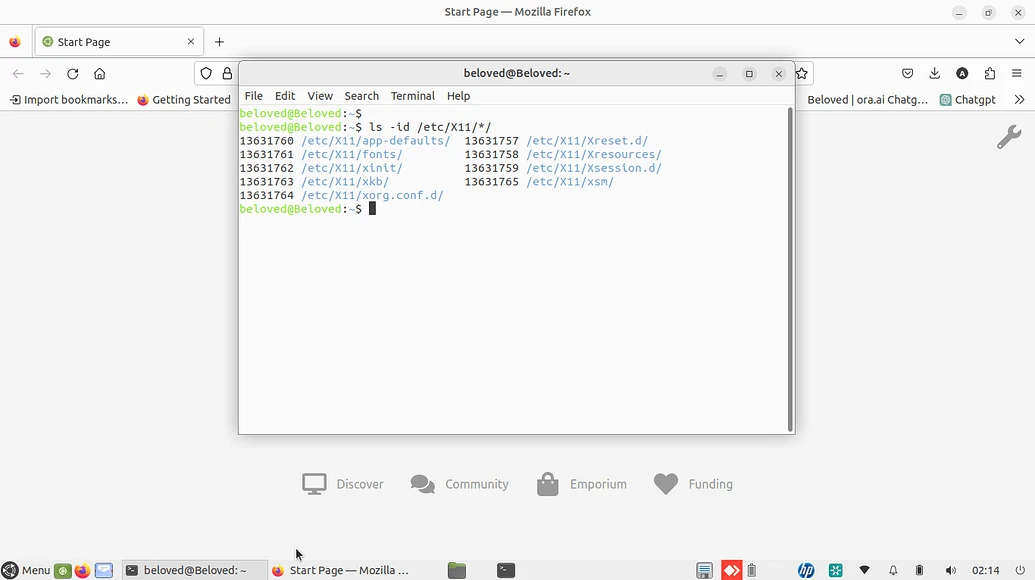 Start Page — Mozilla Firefox
Start Page
Import bookmarks... Getting Started Beloved | ora.ai Chatg... Chatgpt
beloved@Beloved: ~
File Edit View Search Terminal Help
beloved@Beloved:~$
beloved@Beloved:~$ ls -id /etc/X11/*/
13631760 /etc/X11/app-defaults/ 13631757 /etc/X11/Xreset.d/
13631761 /etc/X11/fonts/ 13631758 /etc/X11/Xresources/
13631762 /etc/X11/xinit/ 13631759 /etc/X11/Xsession.d/
13631763 /etc/X11/xkb/ 13631765 /etc/X11/xsm/
13631764 /etc/X11/xorg.conf.d/
beloved@Beloved:~$
Discover Community Emporium Funding
Menu beloved@Beloved: ~ Start Page — Mozilla ... hp 02:14